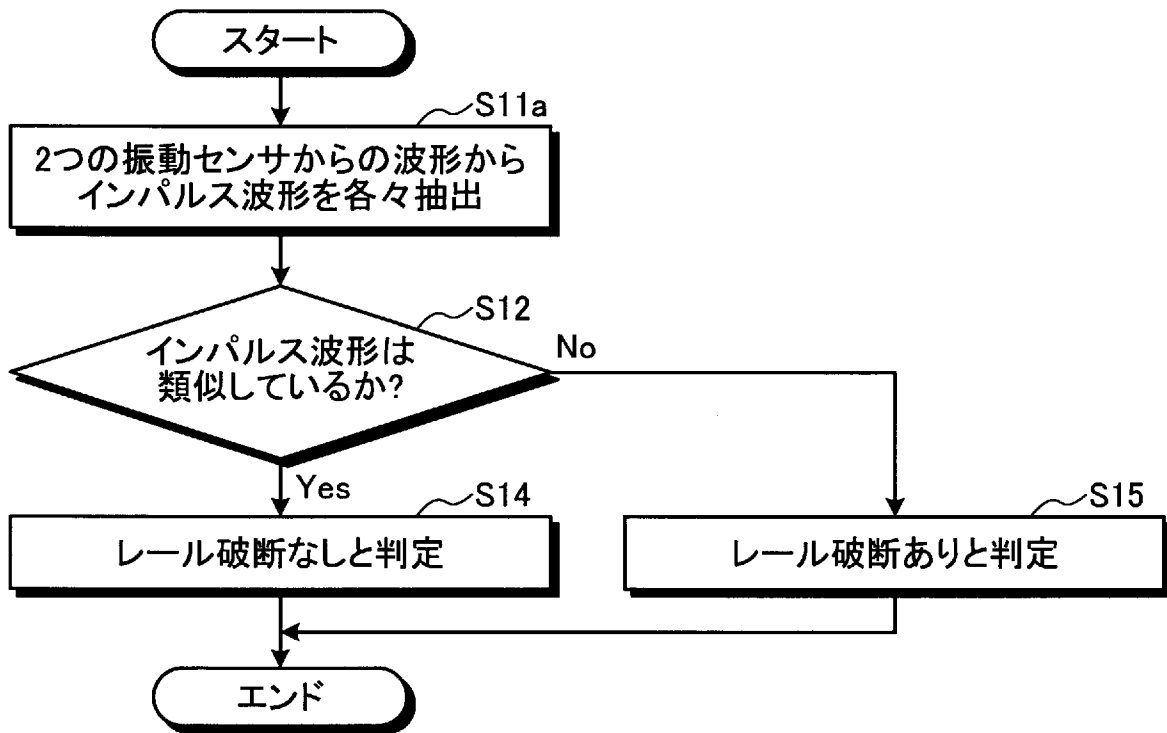 スタート
S11a
2つの振動センサからの波形から
インパルス波形を各々抽出
S12
インパルス波形は
類似しているか?
No
Yes
S14
レール破断なしと判定
S15
レール破断ありと判定
エンド